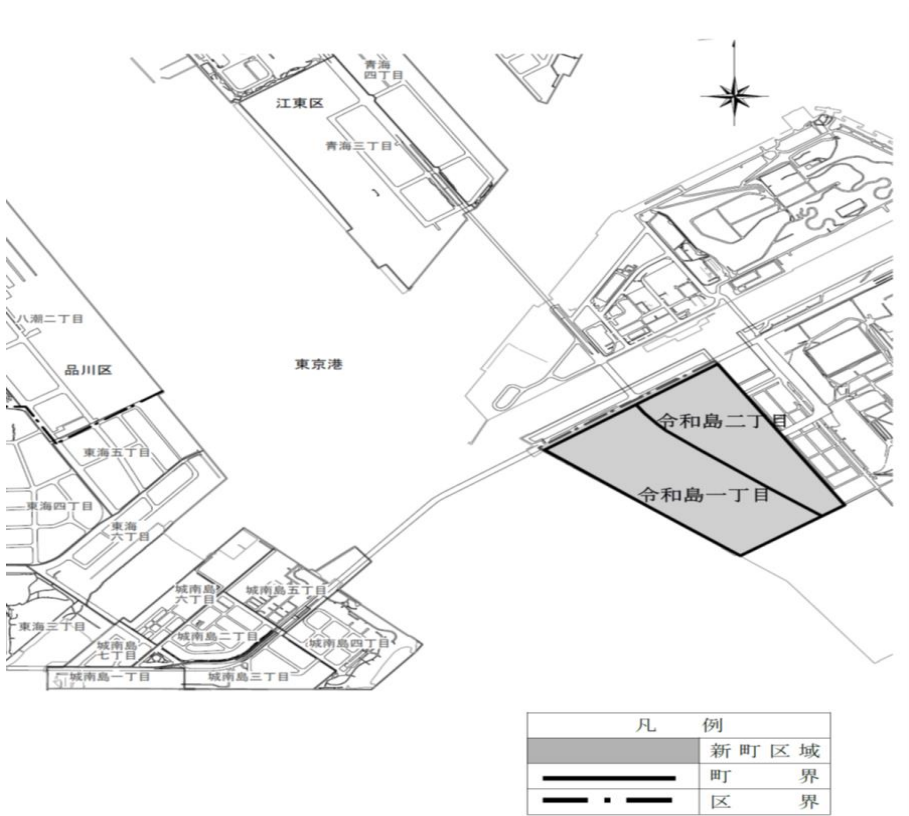 青海
四丁目
江東区
青海三丁目
八潮二丁目
品川区
東京港
令和島二丁目
東海五丁目
令和島一丁目
東海四丁目
東海
六丁目
城南島
六丁目
城南島五丁目
東海三丁目
城南島二丁目
城南島四丁目
城南島
七丁目
城南島一丁目
城南島三丁目
凡 例
新町区域
町 界
区 界